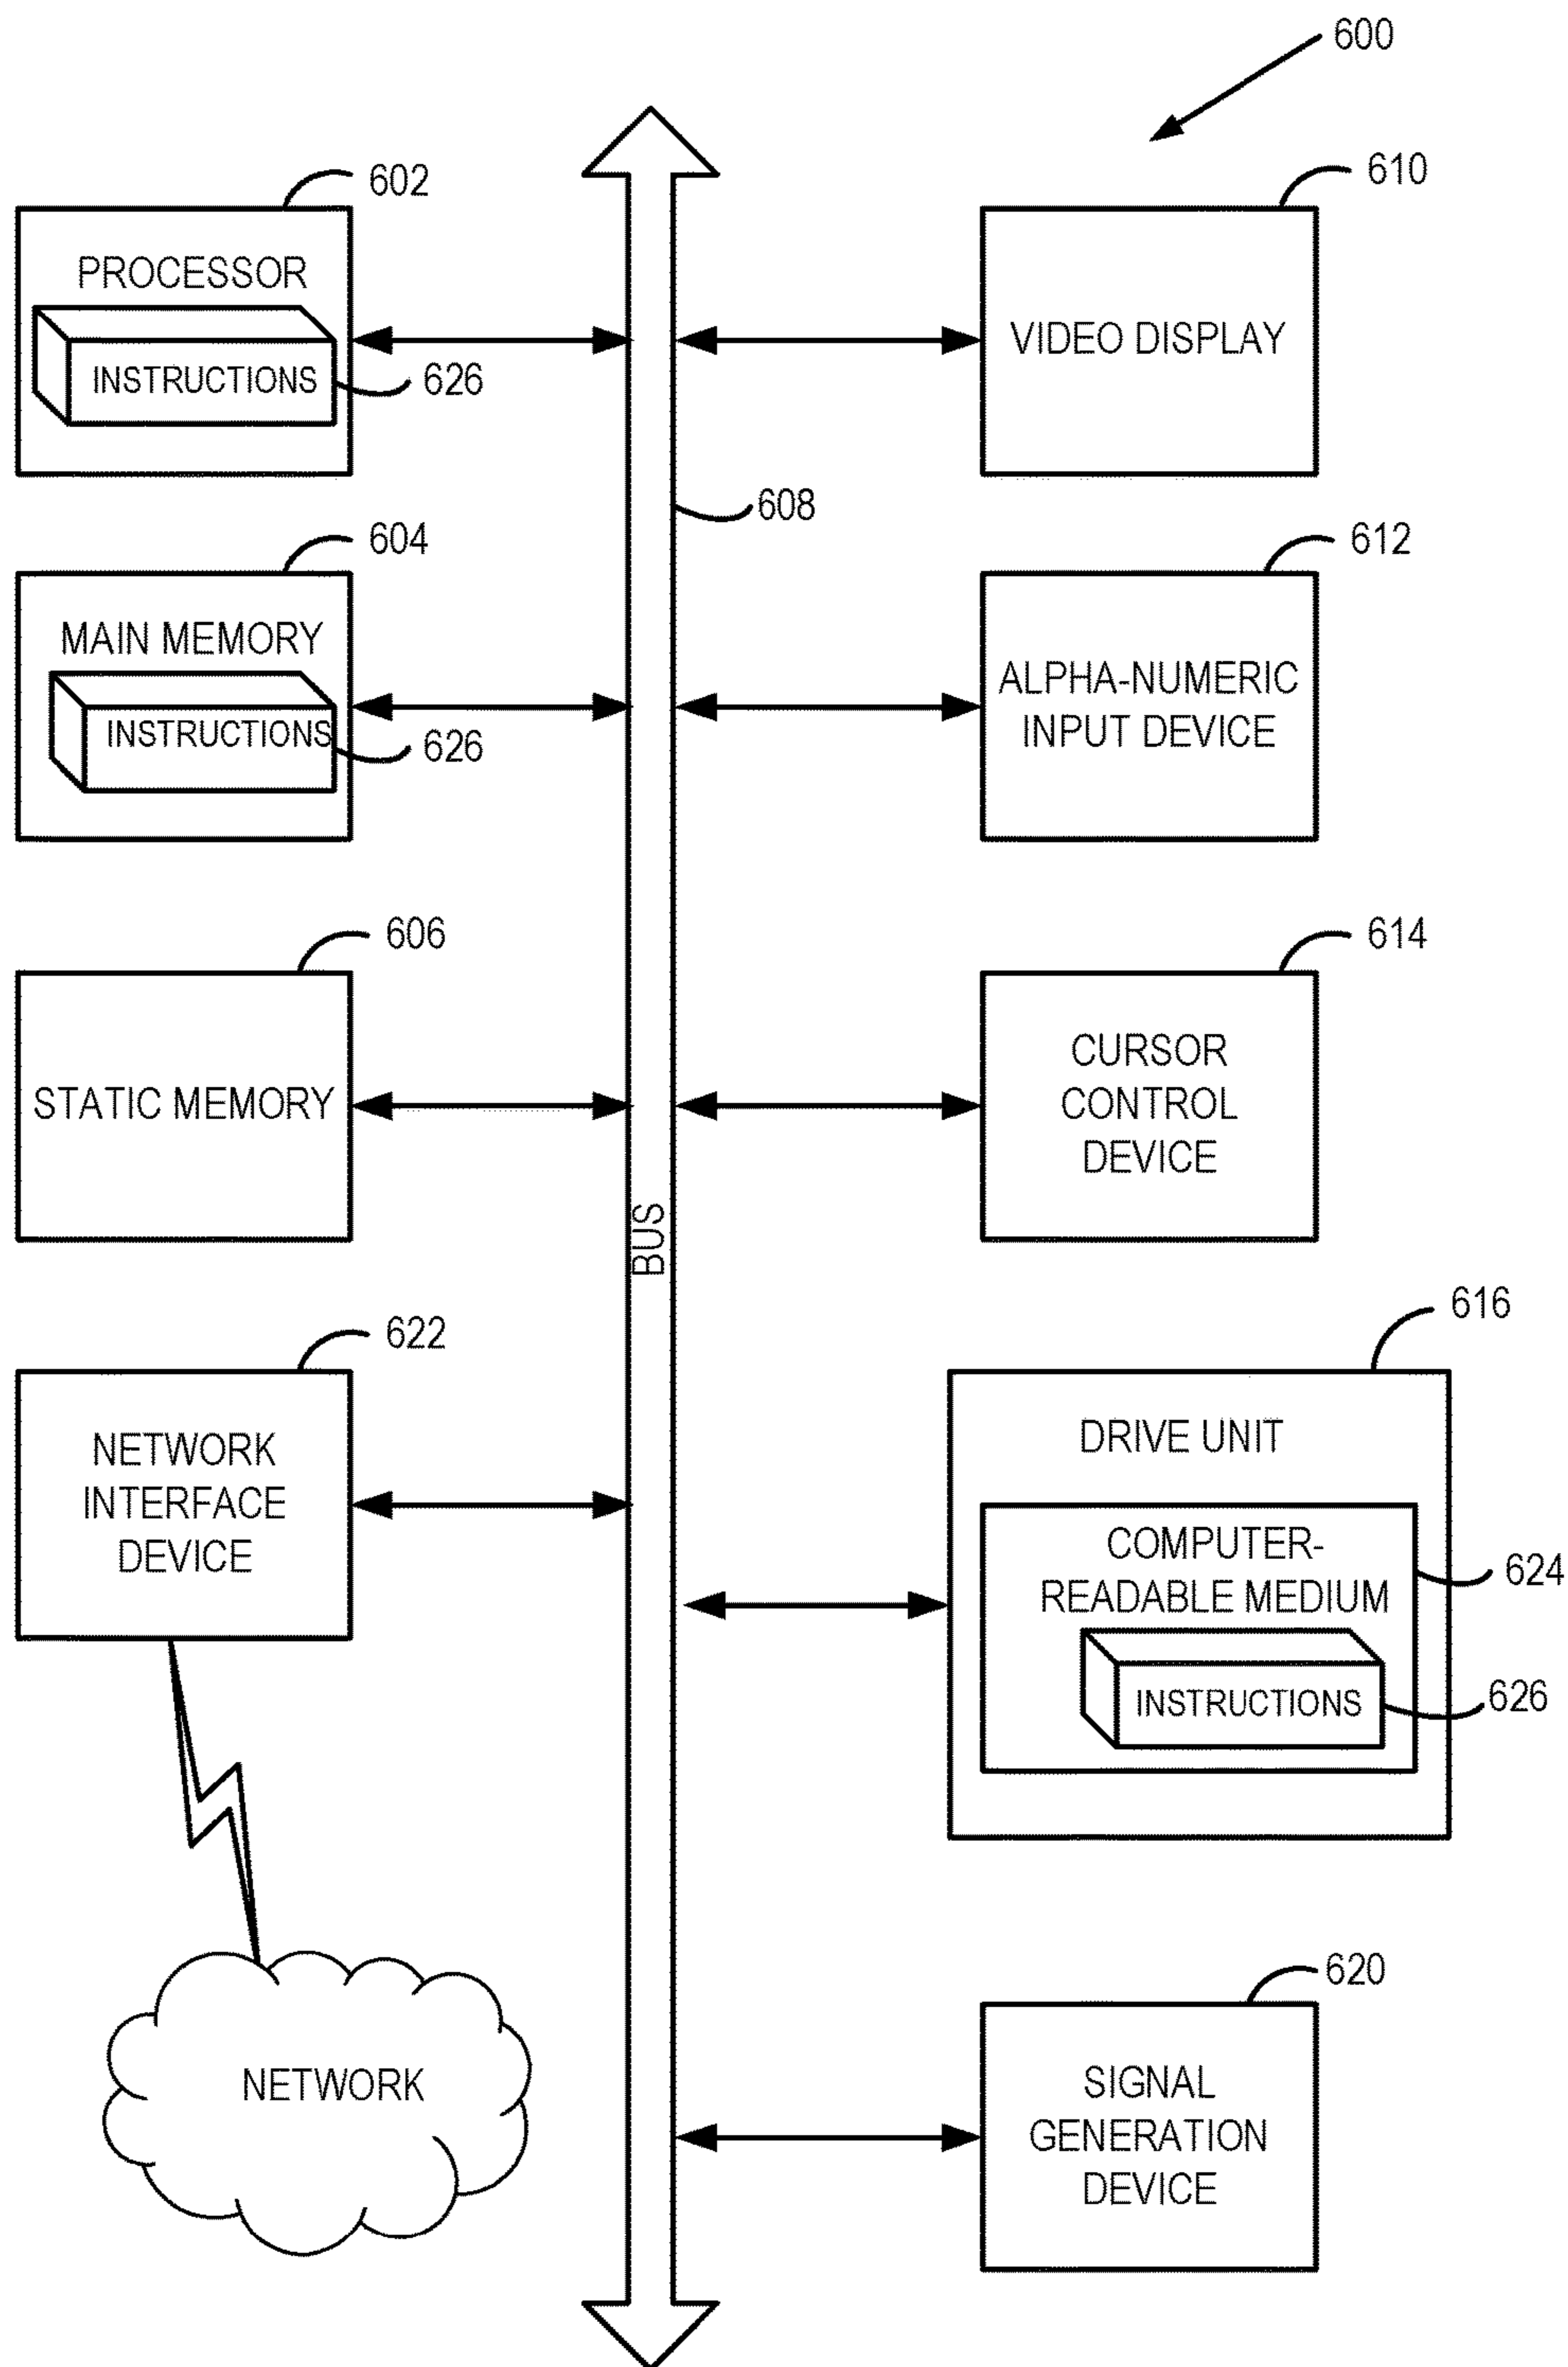 600
602
PROCESSOR
INSTRUCTIONS
626
604
MAIN MEMORY
INSTRUCTIONS
626
606
STATIC MEMORY
622
NETWORK
INTERFACE
DEVICE
NETWORK
608
BUS
610
VIDEO DISPLAY
612
ALPHA-NUMERIC
INPUT DEVICE
614
CURSOR
CONTROL
DEVICE
616
DRIVE UNIT
COMPUTER-
READABLE MEDIUM
624
INSTRUCTIONS
626
620
SIGNAL
GENERATION
DEVICE